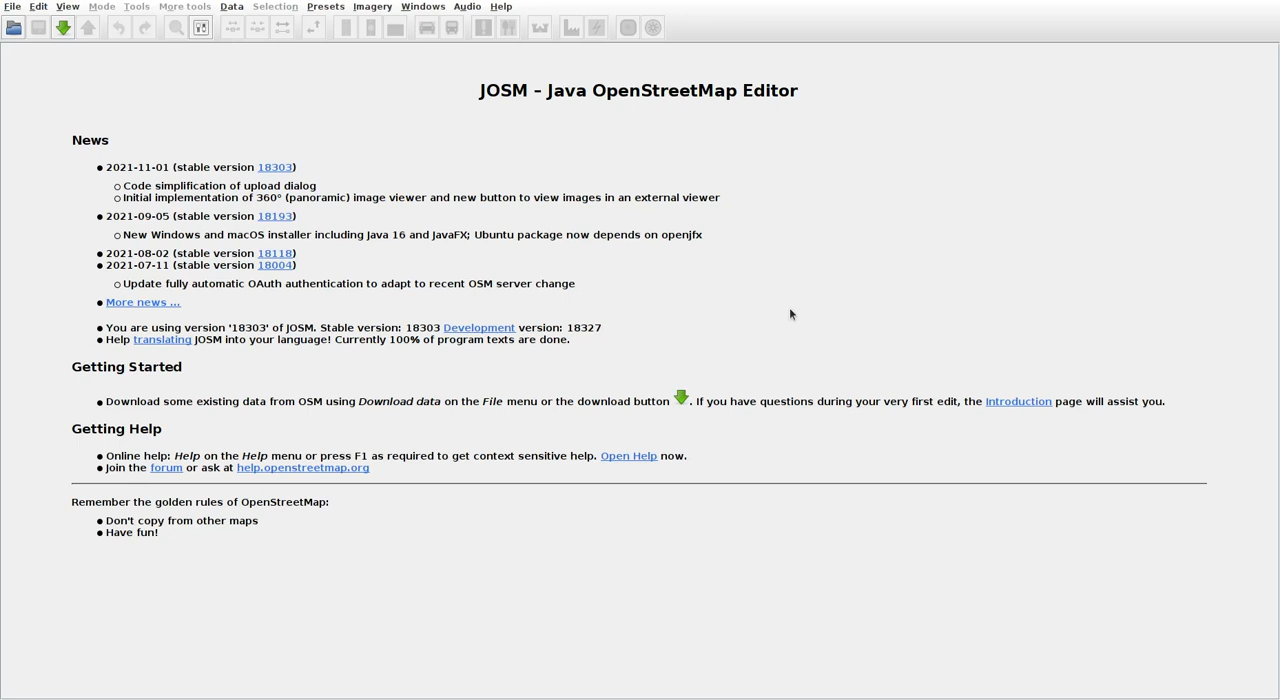 File Edit View Mode Tools More tools Data Selection Presets Imagery Windows Audio Help
JOSM – Java OpenStreetMap Editor
News
2021-11-01 (stable version 18303)
Code simplification of upload dialog
Initial implementation of 360° (panoramic) image viewer and new button to view images in an external viewer
2021-09-05 (stable version 18193)
New Windows and macOS installer including Java 16 and JavaFX; Ubuntu package now depends on openjfx
2021-08-02 (stable version 18118)
2021-07-11 (stable version 18004)
Update fully automatic OAuth authentication to adapt to recent OSM server change
More news ...
You are using version '18303' of JOSM. Stable version: 18303 Development version: 18327
Help translating JOSM into your language! Currently 100% of program texts are done.
Getting Started
Download some existing data from OSM using Download data on the File menu or the download button . If you have questions during your very first edit, the Introduction page will assist you.
Getting Help
Online help: Help on the Help menu or press F1 as required to get context sensitive help. Open Help now.
Join the forum or ask at help.openstreetmap.org
Remember the golden rules of OpenStreetMap:
Don't copy from other maps
Have fun!